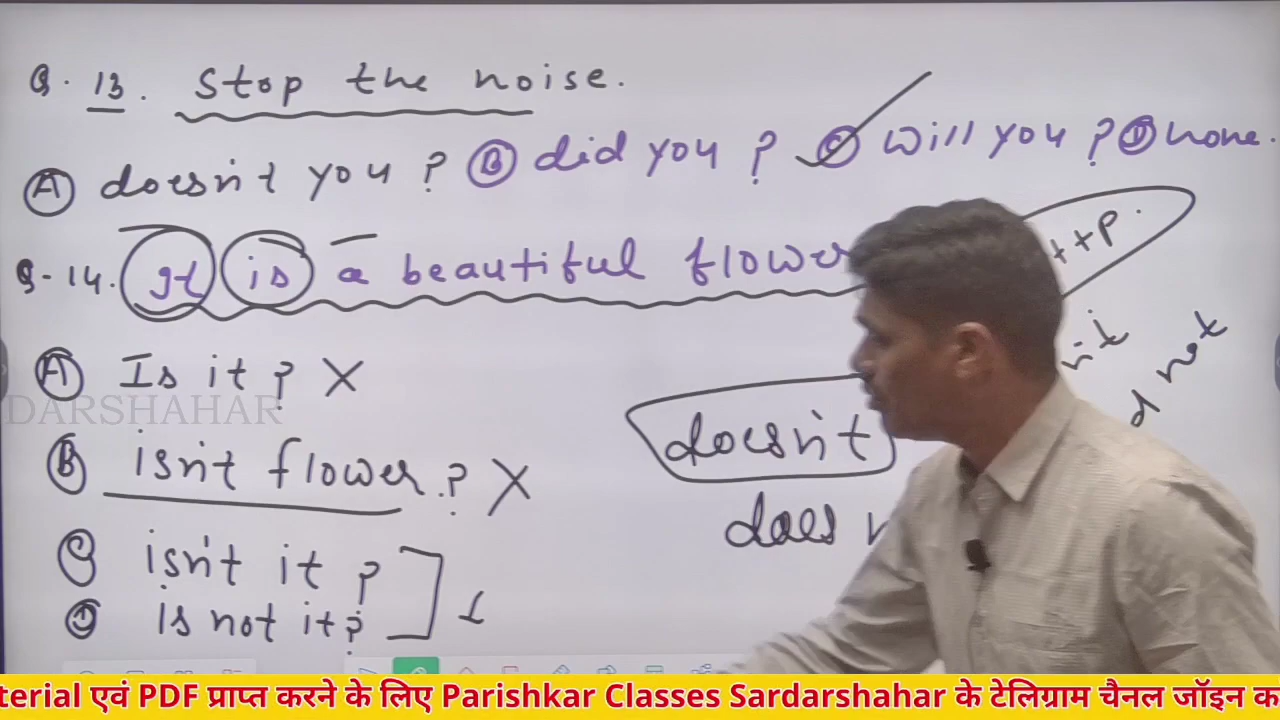 Q. 13. Stop the noise.
A doesn't you? B did you? C will you? D none.
Q-14. It is a beautiful flower
A Is it? X
DARSHAHAR
B isn't flower.? X
C isn't it?
D is not it?
doesn't
does
not
terial एवं PDF प्राप्त करने के लिए Parishkar Classes Sardarshahar के टेलिग्राम चैनल जॉइन क